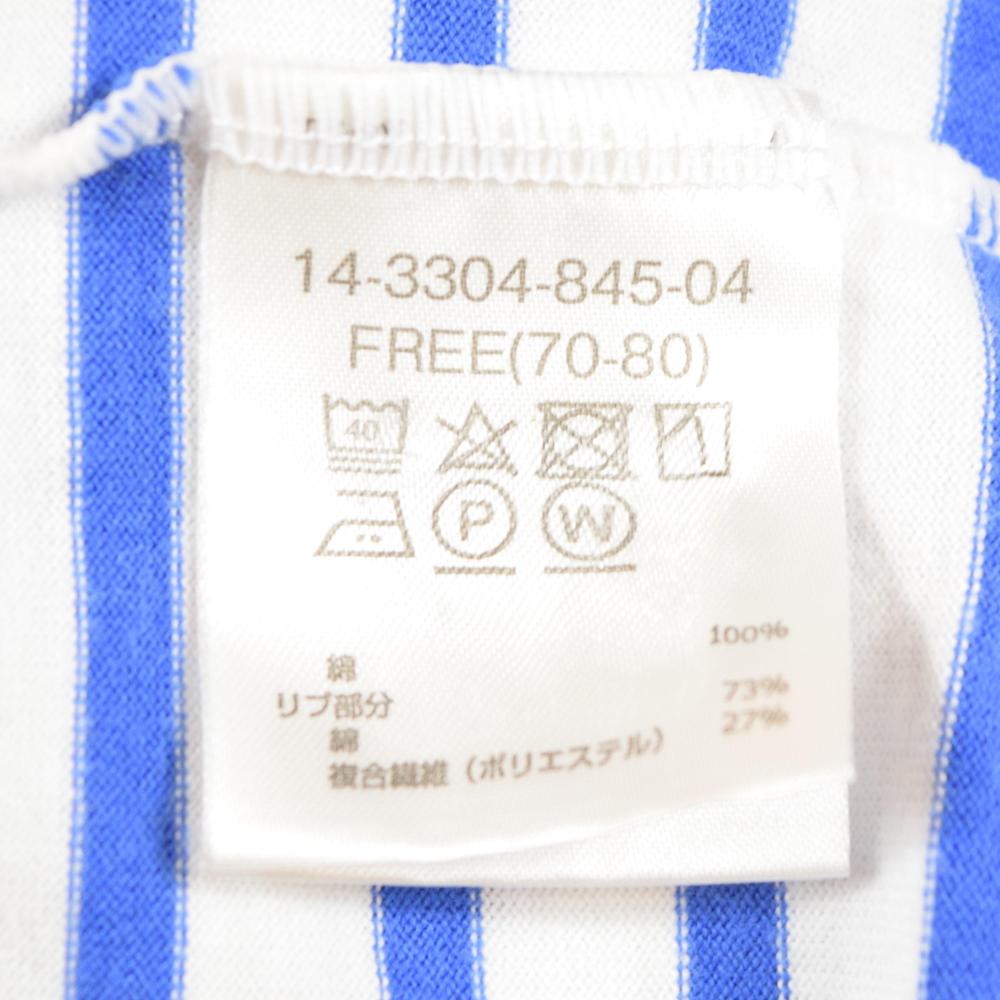 14-3304-845-04
FREE(70-80)
40
P W
綿 100%
リブ部分
綿 73%
複合繊維(ポリエステル) 27%